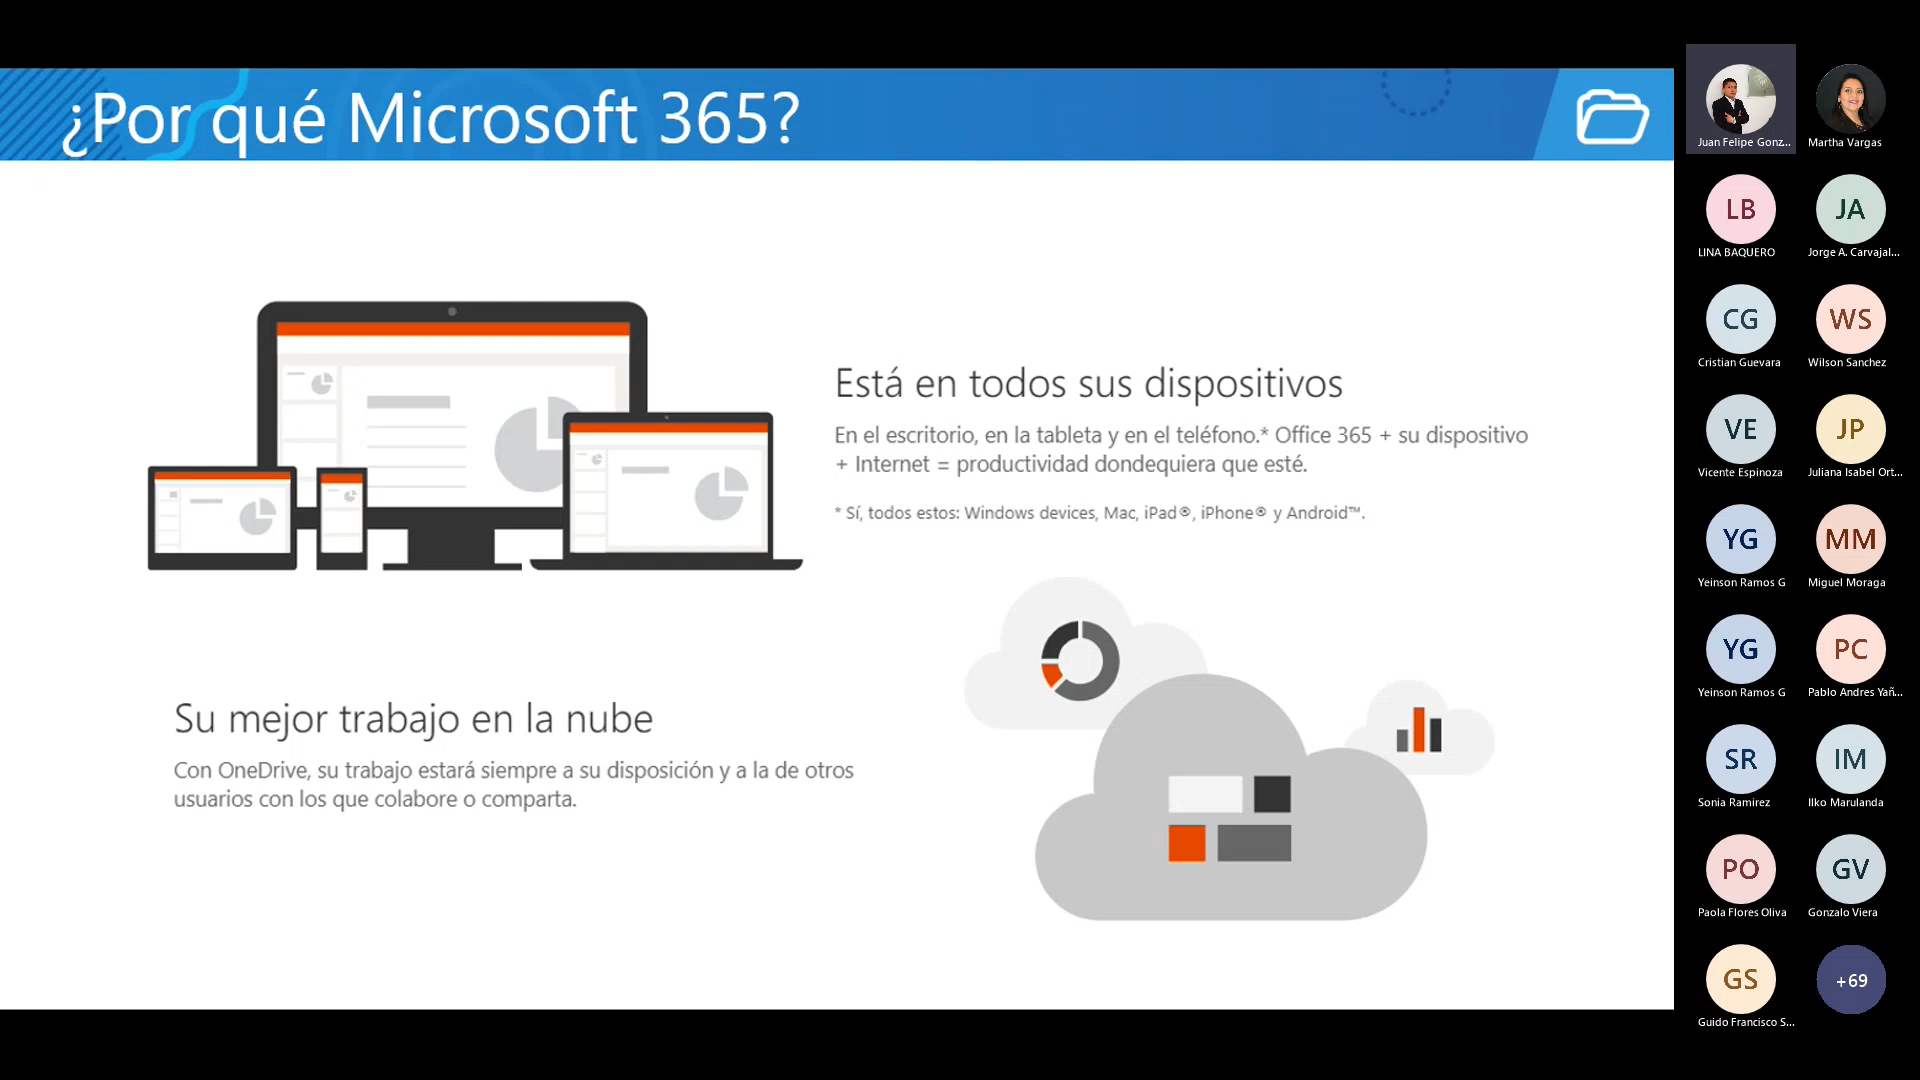 ¿Por qué Microsoft 365?
Está en todos sus dispositivos
En el escritorio, en la tableta y en el teléfono.* Office 365 + su dispositivo
+ Internet = productividad dondequiera que esté.
* Sí, todos estos: Windows devices, Mac, iPad®, iPhone® y Android™.
Su mejor trabajo en la nube
Con OneDrive, su trabajo estará siempre a su disposición y a la de otros
usuarios con los que colabore o comparta.
Juan Felipe Gonz...
Martha Vargas
LB
LINA BAQUERO
JA
Jorge A. Carvajal...
CG
Cristian Guevara
WS
Wilson Sanchez
VE
Vicente Espinoza
JP
Juliana Isabel Ort...
YG
Yeinson Ramos G
MM
Miguel Moraga
YG
Yeinson Ramos G
PC
Pablo Andres Yañ...
SR
Sonia Ramirez
IM
Ilko Marulanda
PO
Paola Flores Oliva
GV
Gonzalo Viera
GS
Guido Francisco S...
+69